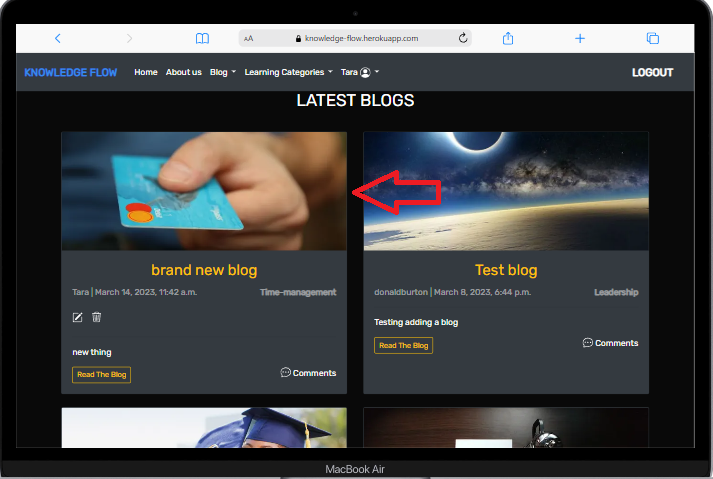 AA knowledge-flow.herokuapp.com
KNOWLEDGE FLOW Home About us Blog Learning Categories Tara LOGOUT
LATEST BLOGS
brand new blog
Tara | March 14, 2023, 11:42 a.m. Time-management
new thing
Read The Blog Comments
Test blog
donaldburton | March 8, 2023, 6:44 p.m. Leadership
Testing adding a blog
Read The Blog Comments
MacBook Air